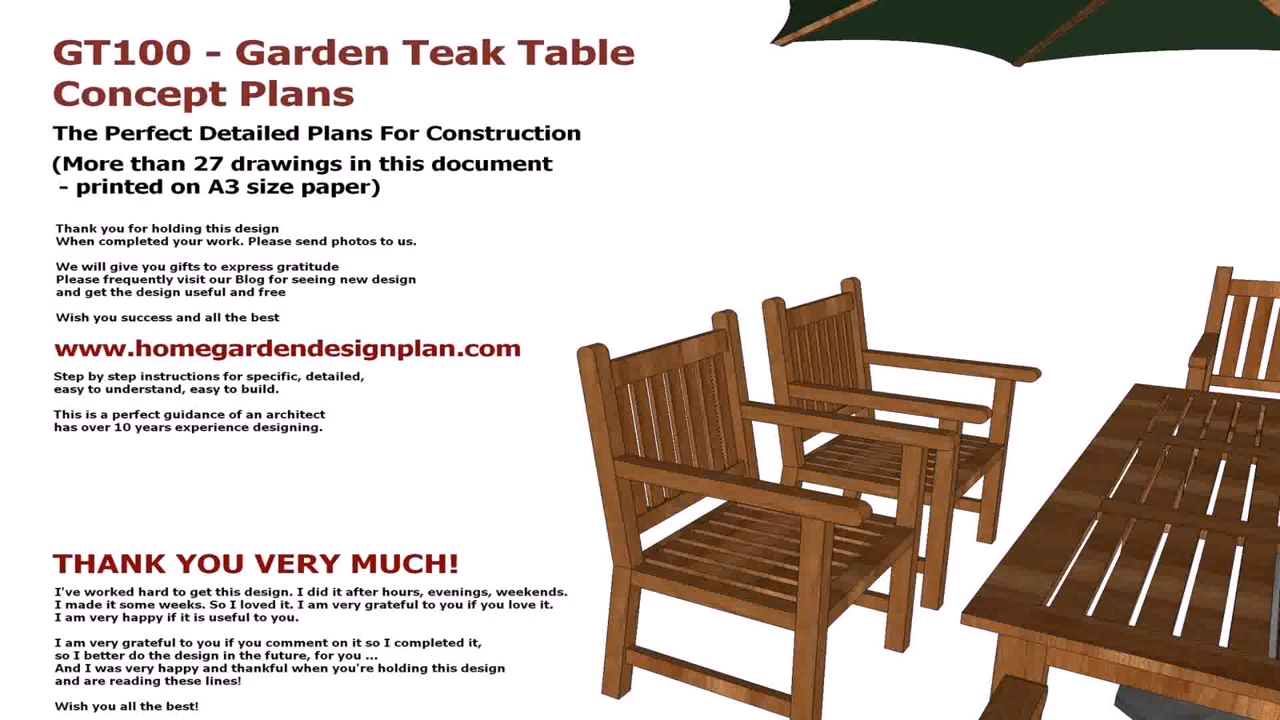 GT100 - Garden Teak Table
Concept Plans
The Perfect Detailed Plans For Construction
(More than 27 drawings in this document
- printed on A3 size paper)
Thank you for holding this design
When completed your work. Please send photos to us.
We will give you gifts to express gratitude
Please frequently visit our Blog for seeing new design
and get the design useful and free
Wish you success and all the best
www.homegardendesignplan.com
Step by step instructions for specific, detailed,
easy to understand, easy to build.
This is a perfect guidance of an architect
has over 10 years experience designing.
THANK YOU VERY MUCH!
I've worked hard to get this design. I did it after hours, evenings, weekends.
I made it some weeks. So I loved it. I am very grateful to you if you love it.
I am very happy if it is useful to you.
I am very grateful to you if you comment on it so I completed it,
so I better do the design in the future, for you ...
And I was very happy and thankful when you're holding this design
and are reading these lines!
Wish you all the best!